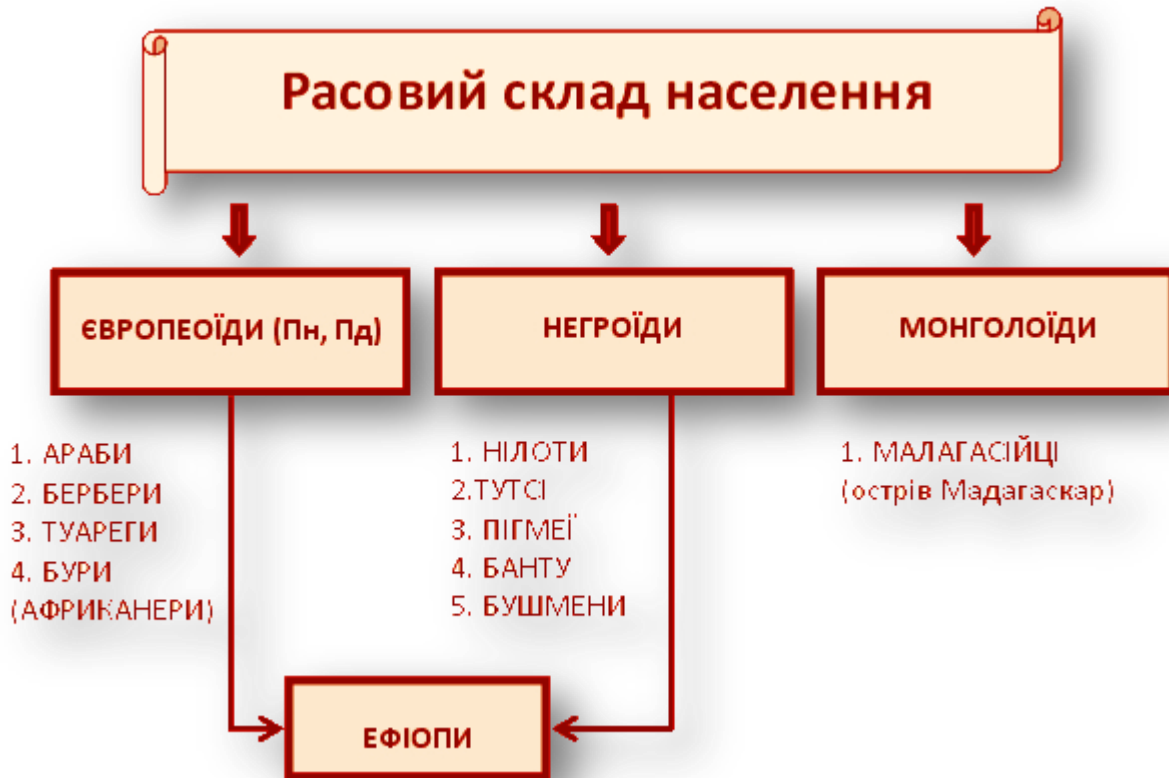 Расовий склад населення
ЄВРОПЕОЇДИ (Пн, Пд)
1. АРАБИ
2. БЕРБЕРИ
3. ТУАРЕГИ
4. БУРИ
(АФРИКАНЕРИ)
НЕГРОЇДИ
1. НІЛОТИ
2.ТУТСІ
3. ПІГМЕЇ
4. БАНТУ
5. БУШМЕНИ
МОНГОЛОЇДИ
1. МАЛАГАСІЙЦІ
(острів Мадагаскар)
ЕФІОПИ